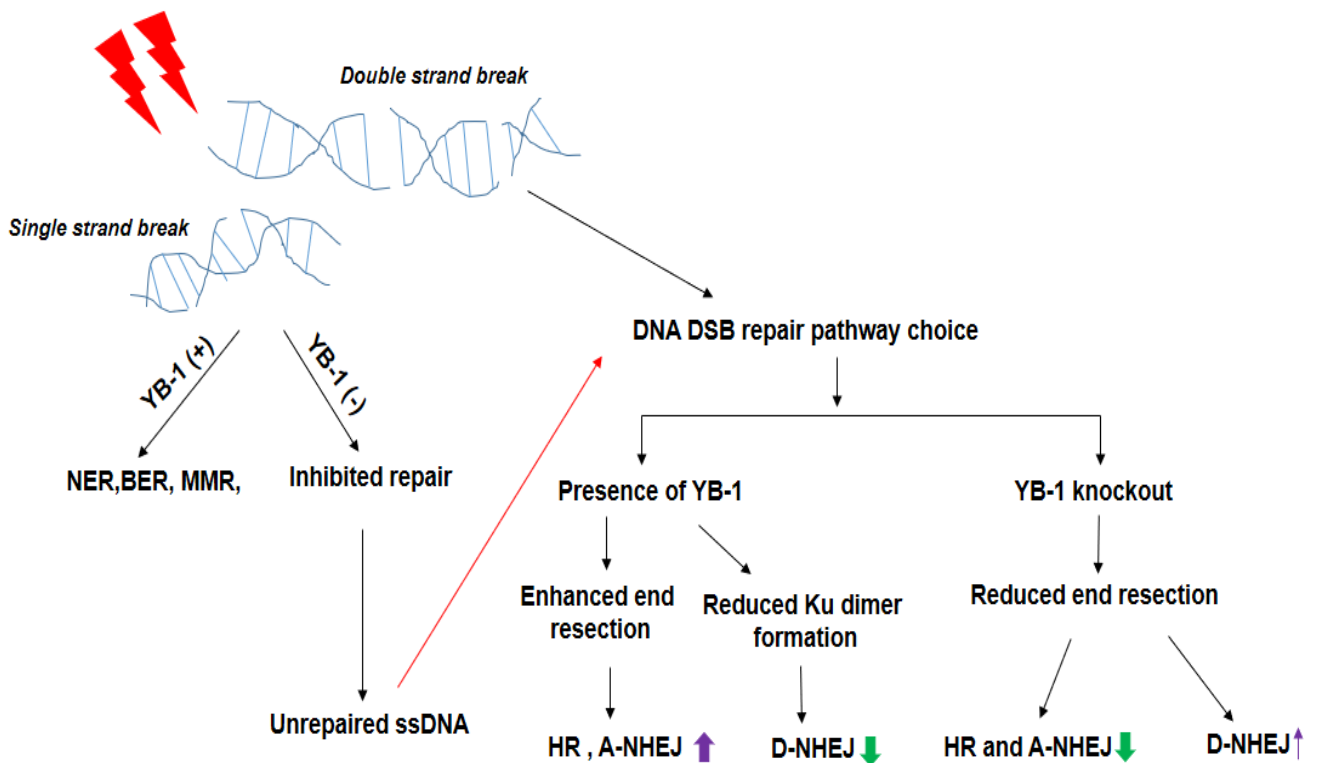 Double strand break
Single strand break
YB-1 (+)
YB-1 (-)
DNA DSB repair pathway choice
NER,BER, MMR,
Inhibited repair
Presence of YB-1
YB-1 knockout
Enhanced end
resection
Reduced Ku dimer
formation
Reduced end resection
Unrepaired ssDNA
HR , A-NHEJ
D-NHEJ
HR and A-NHEJ
D-NHEJ